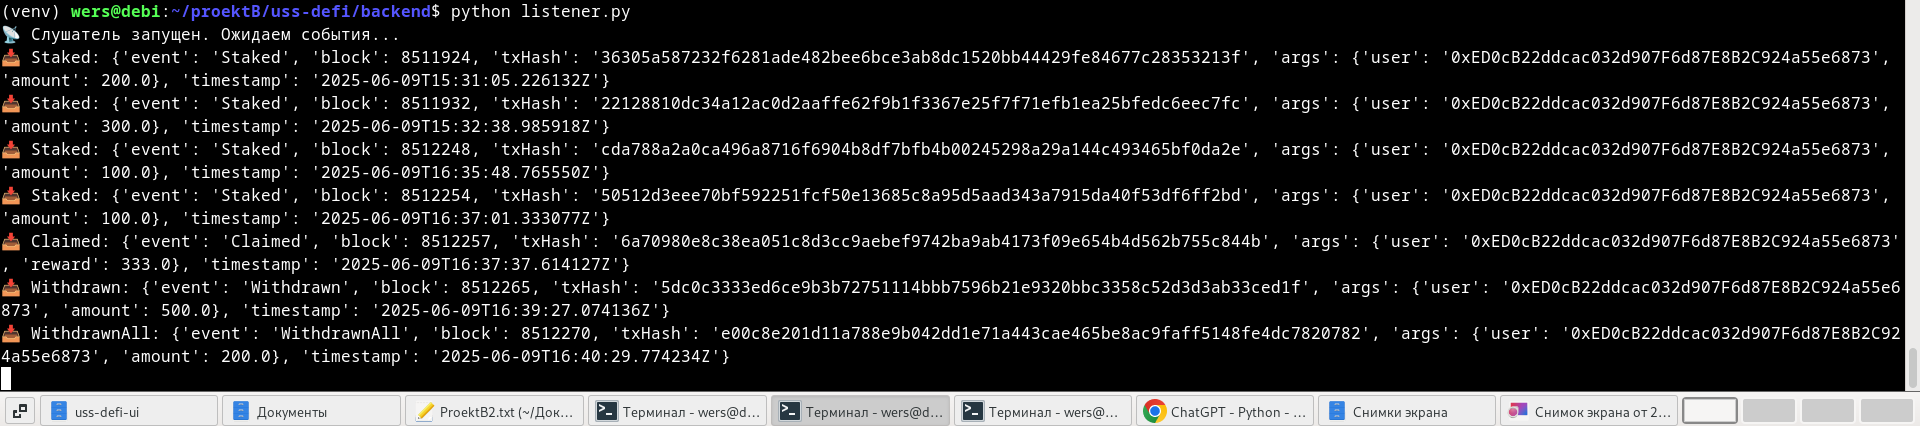 (venv) wers@debi:~/proektB/uss-defi/backend$ python listener.py
📡 Слушатель запущен. Ожидаем события...
📥 Staked: {'event': 'Staked', 'block': 8511924, 'txHash': '36305a587232f6281ade482bee6bce3ab8dc1520bb44429fe84677c28353213f', 'args': {'user': '0xED0cB22ddcac032d907F6d87E8B2C924a55e6873',
'amount': 200.0}, 'timestamp': '2025-06-09T15:31:05.226132Z'}
📥 Staked: {'event': 'Staked', 'block': 8511932, 'txHash': '22128810dc34a12ac0d2aaffe62f9b1f3367e25f7f71efb1ea25bfedc6eec7fc', 'args': {'user': '0xED0cB22ddcac032d907F6d87E8B2C924a55e6873',
'amount': 300.0}, 'timestamp': '2025-06-09T15:32:38.985918Z'}
📥 Staked: {'event': 'Staked', 'block': 8512248, 'txHash': 'cda788a2a0ca496a8716f6904b8df7bfb4b00245298a29a144c493465bf0da2e', 'args': {'user': '0xED0cB22ddcac032d907F6d87E8B2C924a55e6873',
'amount': 100.0}, 'timestamp': '2025-06-09T16:35:48.765550Z'}
📥 Staked: {'event': 'Staked', 'block': 8512254, 'txHash': '50512d3eee70bf592251fcf50e13685c8a95d5aad343a7915da40f53df6ff2bd', 'args': {'user': '0xED0cB22ddcac032d907F6d87E8B2C924a55e6873',
'amount': 100.0}, 'timestamp': '2025-06-09T16:37:01.333077Z'}
📥 Claimed: {'event': 'Claimed', 'block': 8512257, 'txHash': '6a70980e8c38ea051c8d3cc9aebef9742ba9ab4173f09e654b4d562b755c844b', 'args': {'user': '0xED0cB22ddcac032d907F6d87E8B2C924a55e6873'
, 'reward': 333.0}, 'timestamp': '2025-06-09T16:37:37.614127Z'}
📥 Withdrawn: {'event': 'Withdrawn', 'block': 8512265, 'txHash': '5dc0c3333ed6ce9b3b72751114bbb7596b21e9320bbc3358c52d3d3ab33ced1f', 'args': {'user': '0xED0cB22ddcac032d907F6d87E8B2C924a55e6
873', 'amount': 500.0}, 'timestamp': '2025-06-09T16:39:27.074136Z'}
📥 WithdrawnAll: {'event': 'WithdrawnAll', 'block': 8512270, 'txHash': 'e00c8e201d11a788e9b042dd1e71a443cae465be8ac9faff5148fe4dc7820782', 'args': {'user': '0xED0cB22ddcac032d907F6d87E8B2C92
4a55e6873', 'amount': 200.0}, 'timestamp': '2025-06-09T16:40:29.774234Z'}
uss-defi-ui Документы ProektB2.txt (~/Док... Терминал - wers@d... Терминал - wers@d... Терминал - wers@... ChatGPT - Python - ... Снимки экрана Снимок экрана от 2...